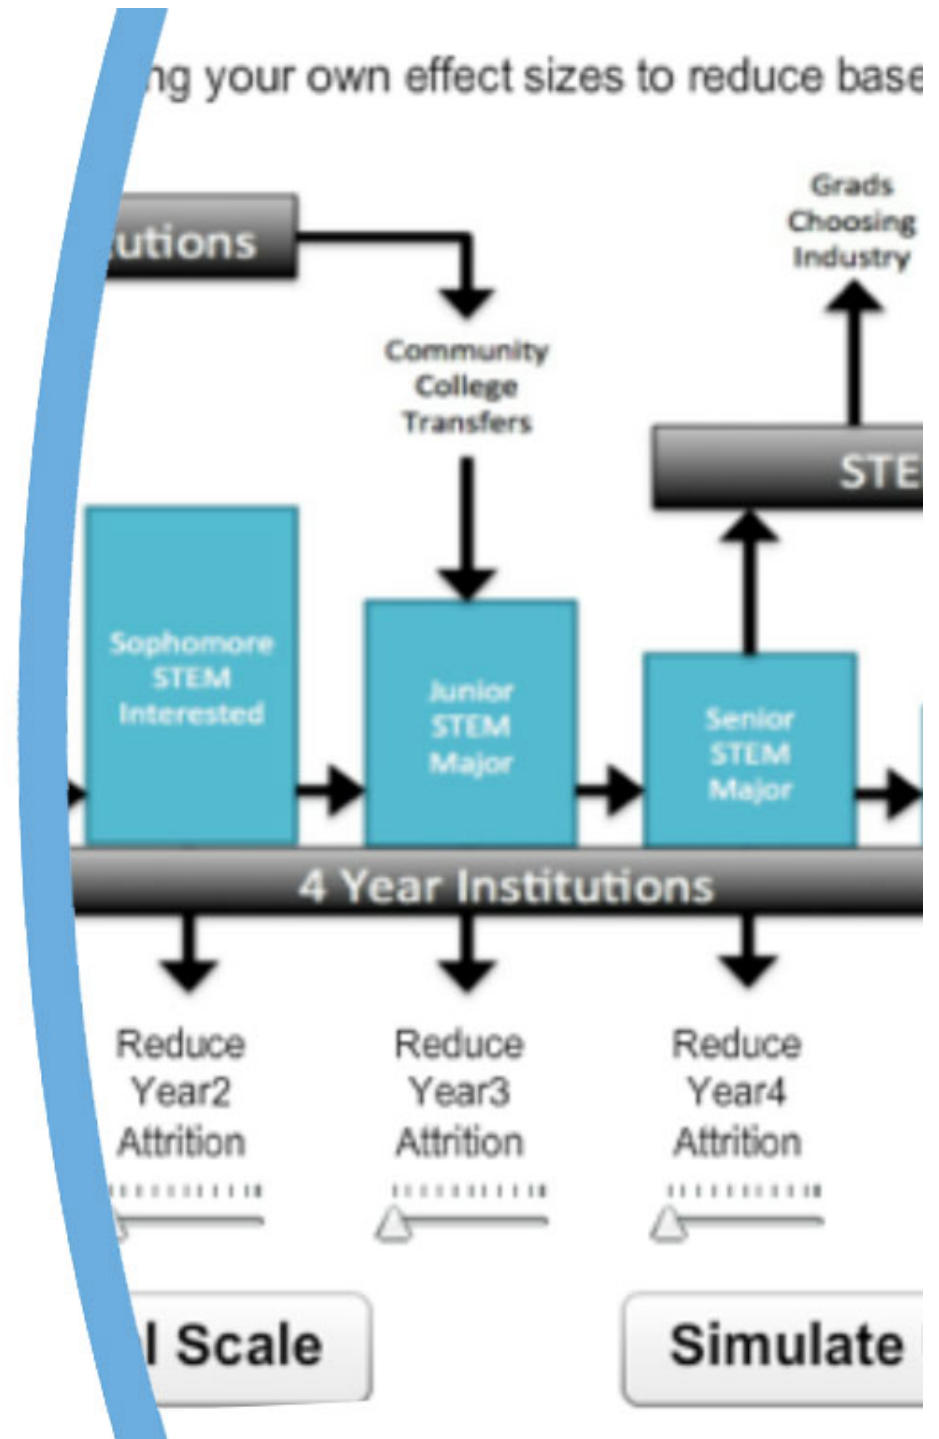 ng your own effect sizes to reduce base
Grads
Choosing
Industry
utions
Community
College
Transfers
STE
Sophomore
STEM
Interested
Junior
STEM
Major
Senior
STEM
Major
4 Year Institutions
Reduce
Year2
Attrition
Reduce
Year3
Attrition
Reduce
Year4
Attrition
l Scale
Simulate